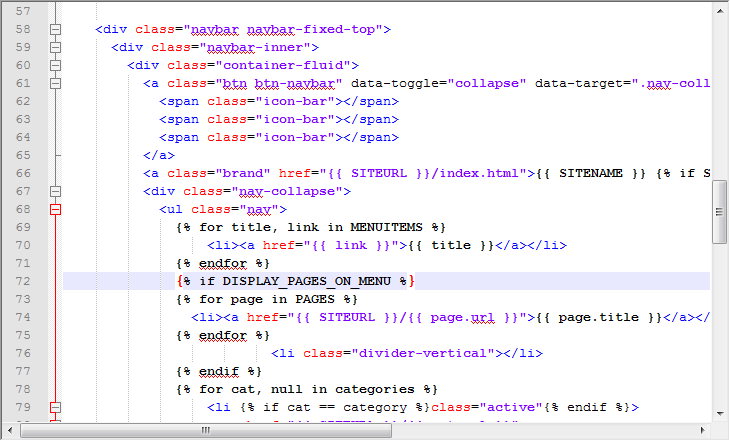 57
58 <div class="navbar navbar-fixed-top">
59 <div class="navbar-inner">
60 <div class="container-fluid">
61 <a class="btn btn-navbar" data-toggle="collapse" data-target=".nav-coll
62 <span class="icon-bar"></span>
63 <span class="icon-bar"></span>
64 <span class="icon-bar"></span>
65 </a>
66 <a class="brand" href="{{ SITEURL }}/index.html">{{ SITENAME }} {% if S
67 <div class="nav-collapse">
68 <ul class="nav">
69 {% for title, link in MENUITEMS %}
70 <li><a href="{{ link }}">{{ title }}</a></li>
71 {% endfor %}
72 {% if DISPLAY_PAGES_ON_MENU %}
73 {% for page in PAGES %}
74 <li><a href="{{ SITEURL }}/{{ page.url }}">{{ page.title }}</a></
75 {% endfor %}
76 <li class="divider-vertical"></li>
77 {% endif %}
78 {% for cat, null in categories %}
79 <li {% if cat == category %}class="active"{% endif %}>